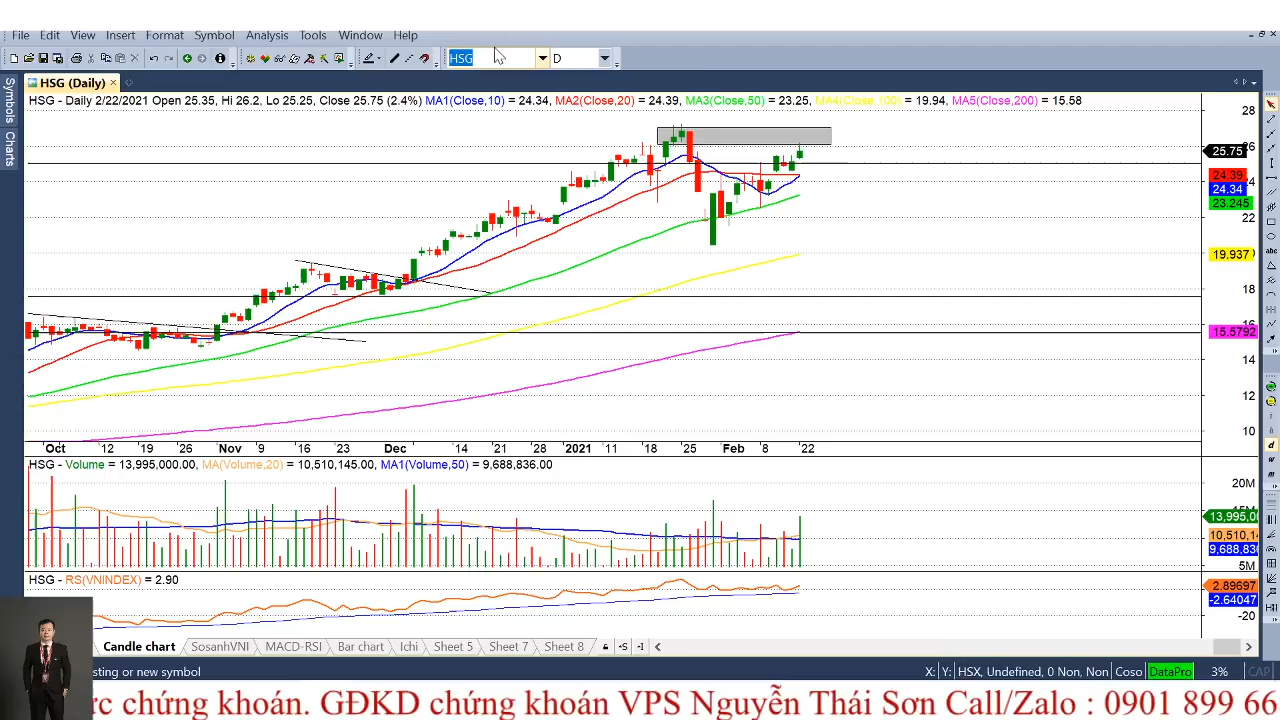 File Edit View Insert Format Symbol Analysis Tools Window Help
HSG D
Symbols
Charts
HSG (Daily)
HSG - Daily 2/22/2021 Open 25.35, Hi 26.2, Lo 25.25, Close 25.75 (2.4%) MA1(Close,10) = 24.34, MA2(Close,20) = 24.39, MA3(Close,50) = 23.25, MA4(Close,100) = 19.94, MA5(Close,200) = 15.58
28
26
25.75
24.39
24
24.34
23.245
22
19.937
18
16
15.5792
14
12
10
Oct 12 19 26 Nov 9 16 23 Dec 14 21 28 2021 11 18 25 Feb 8 22
HSG - Volume = 13,995,000.00, MA(Volume,20) = 10,510,145.00, MA1(Volume,50) = 9,688,836.00
20M
15M
13,995,00
10,510,14
9,688,836
5M
HSG - RS(VNINDEX) = 2.90
2.89697
-2.64047
-20
Candle chart SosanhVNI MACD-RSI Bar chart Ichi Sheet 5 Sheet 7 Sheet 8
sting or new symbol X: Y: HSX, Undefined, 0 Non, Non Coso DataPro 3% CAP
rc chứng khoán. GĐKD chứng khoán VPS Nguyễn Thái Sơn Call/Zalo : 0901 899 66